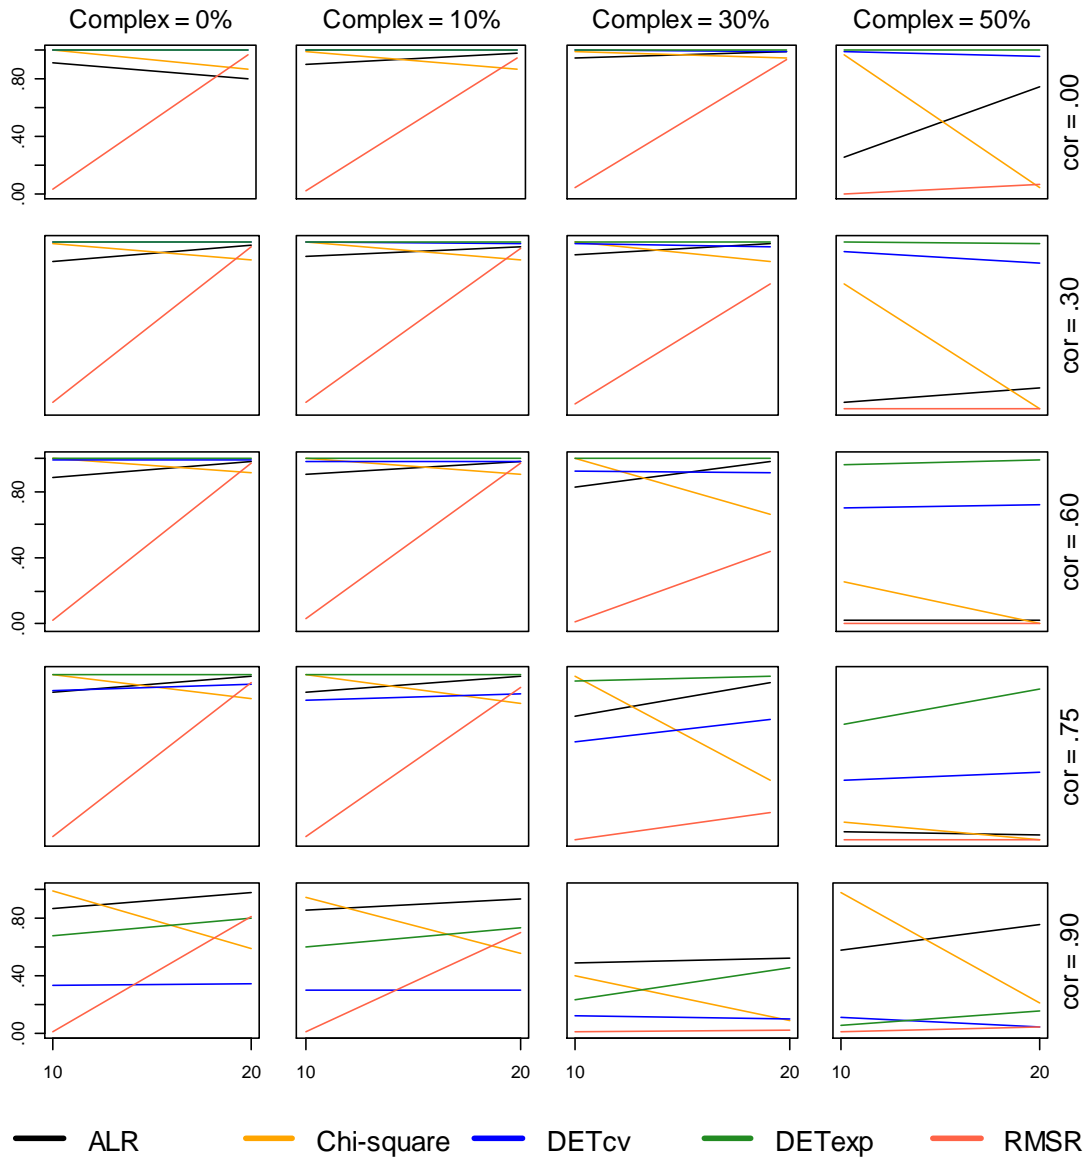 Complex = 0% Complex = 10% Complex = 30% Complex = 50%
.00 .40 .80
cor = .00
cor = .30
.00 .40 .80
cor = .60
cor = .75
.00 .40 .80
cor = .90
10 20 10 20 10 20 10 20
ALR Chi-square DETcv DETexp RMSR